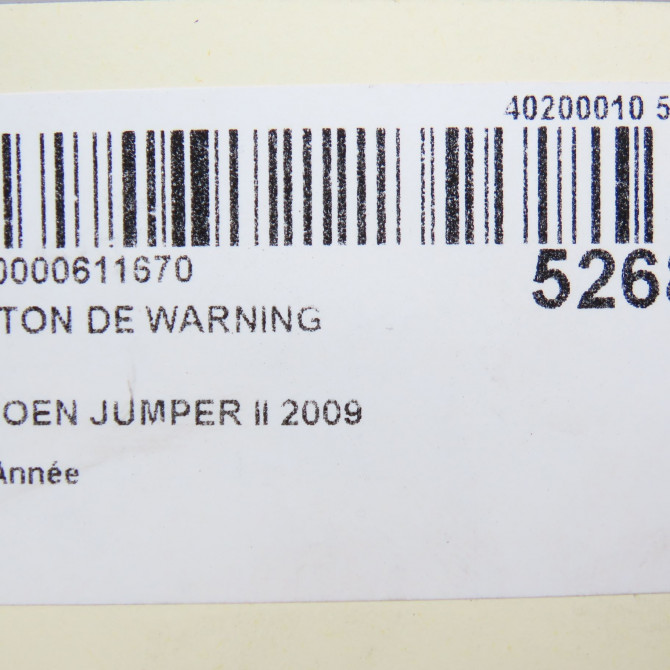 40200010 5
0000611670
5268
TON DE WARNING
OEN JUMPER II 2009
Année